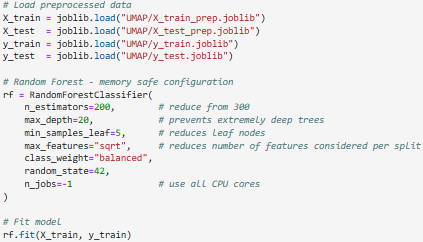 # Load preprocessed data
X_train = joblib.load("UMAP/X_train_prep.joblib")
X_test  = joblib.load("UMAP/X_test_prep.joblib")
y_train = joblib.load("UMAP/y_train.joblib")
y_test  = joblib.load("UMAP/y_test.joblib")

# Random Forest - memory safe configuration
rf = RandomForestClassifier(
    n_estimators=200,       # reduce from 300
    max_depth=20,           # prevents extremely deep trees
    min_samples_leaf=5,     # reduces leaf nodes
    max_features="sqrt",    # reduces number of features considered per split
    class_weight="balanced",
    random_state=42,
    n_jobs=-1               # use all CPU cores
)

# Fit model
rf.fit(X_train, y_train)